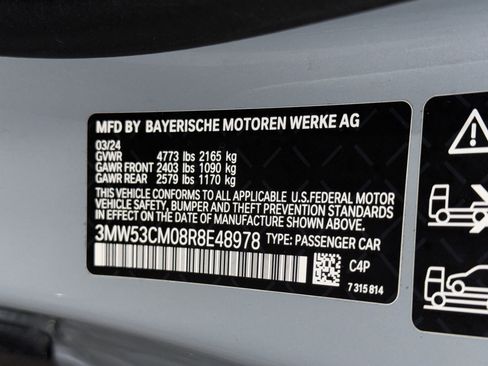 MFD BY BAYERISCHE MOTOREN WERKE AG
03/24
GVWR 4773 lbs 2165 kg
GAWR FRONT 2403 lbs 1090 kg
GAWR REAR 2579 lbs 1170 kg
THIS VEHICLE CONFORMS TO ALL APPLICABLE U.S.FEDERAL MOTOR
VEHICLE SAFETY, BUMPER, AND THEFT PREVENTION STANDARDS
IN EFFECT ON THE DATE OF MANUFACTURE SHOWN ABOVE.
3MW53CM08R8E48978 TYPE: PASSENGER CAR
C4P
7 315 814